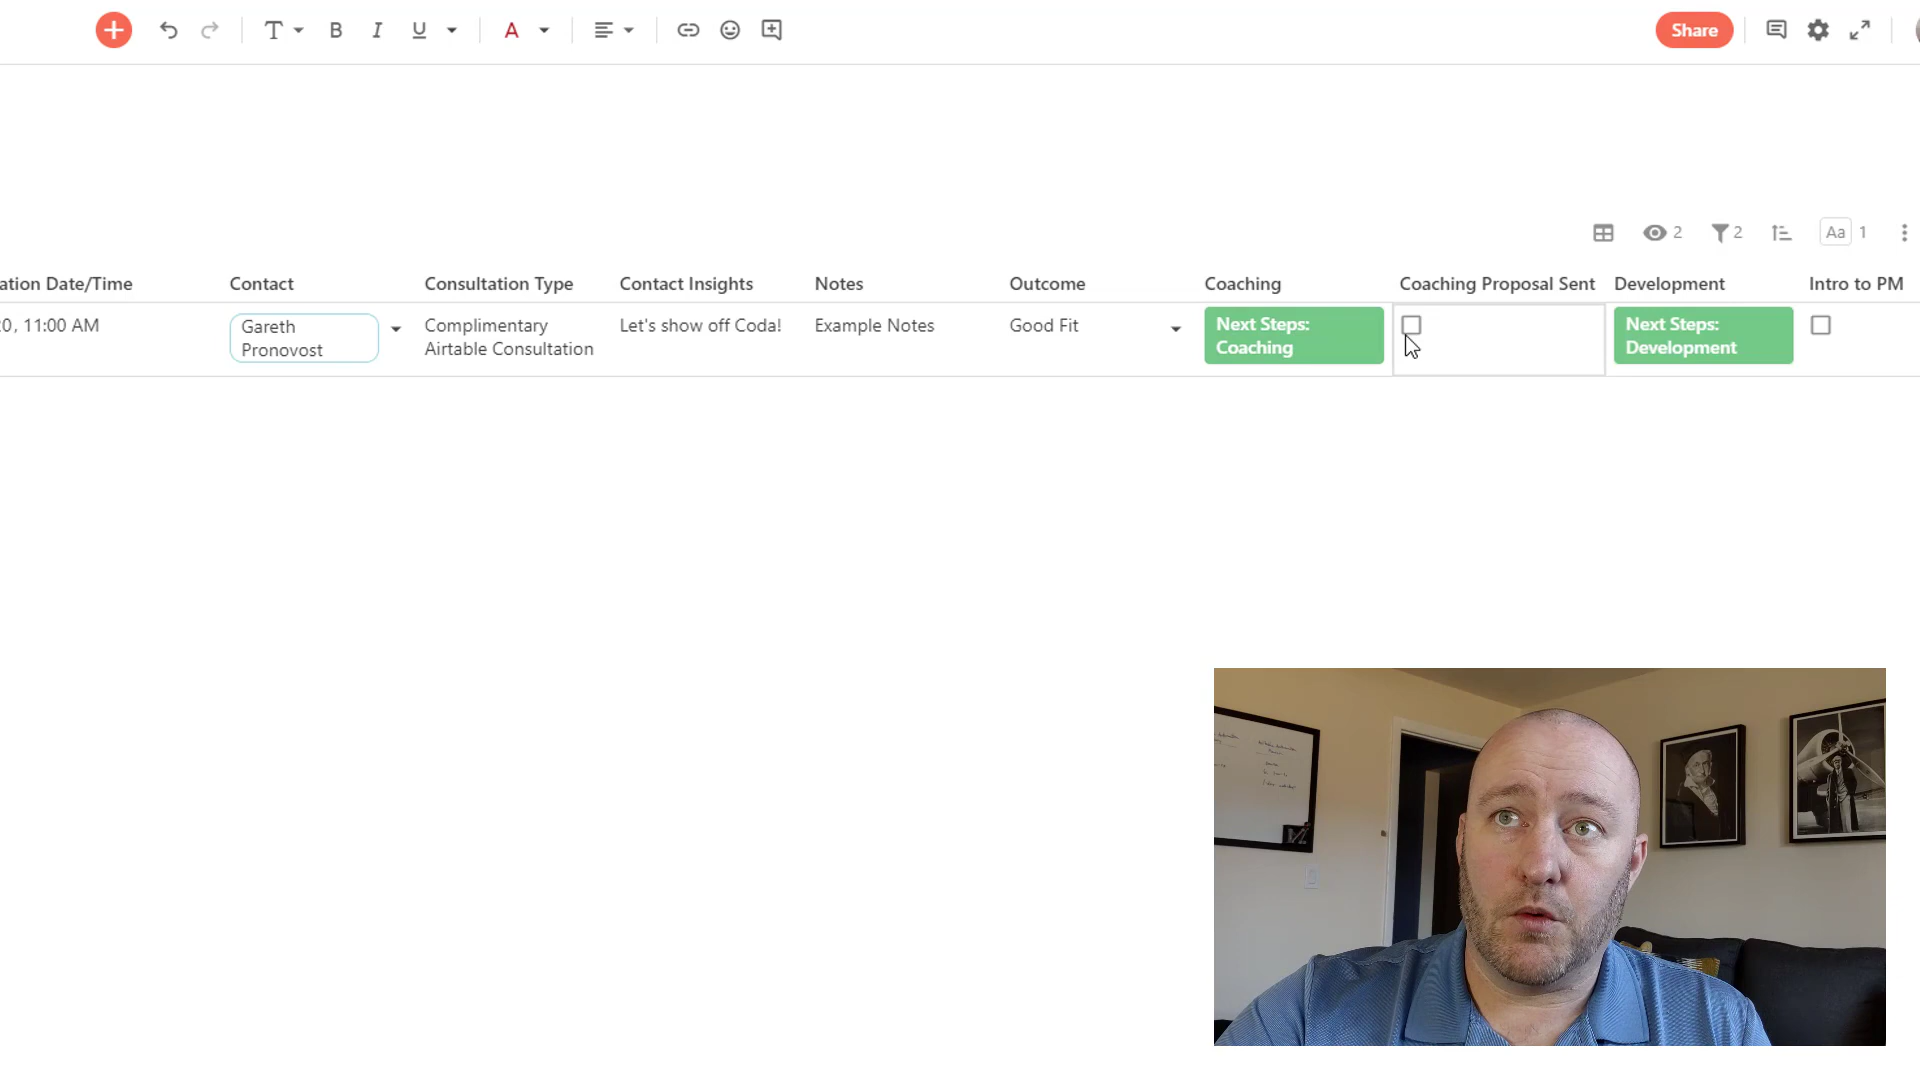 T B I U A Share
2 2 Aa 1
ation Date/Time Contact Consultation Type Contact Insights Notes Outcome Coaching Coaching Proposal Sent Development Intro to PM
0, 11:00 AM
Gareth
Pronovost
Complimentary
Airtable Consultation
Let's show off Coda!
Example Notes
Good Fit
Next Steps:
Coaching
Next Steps:
Development